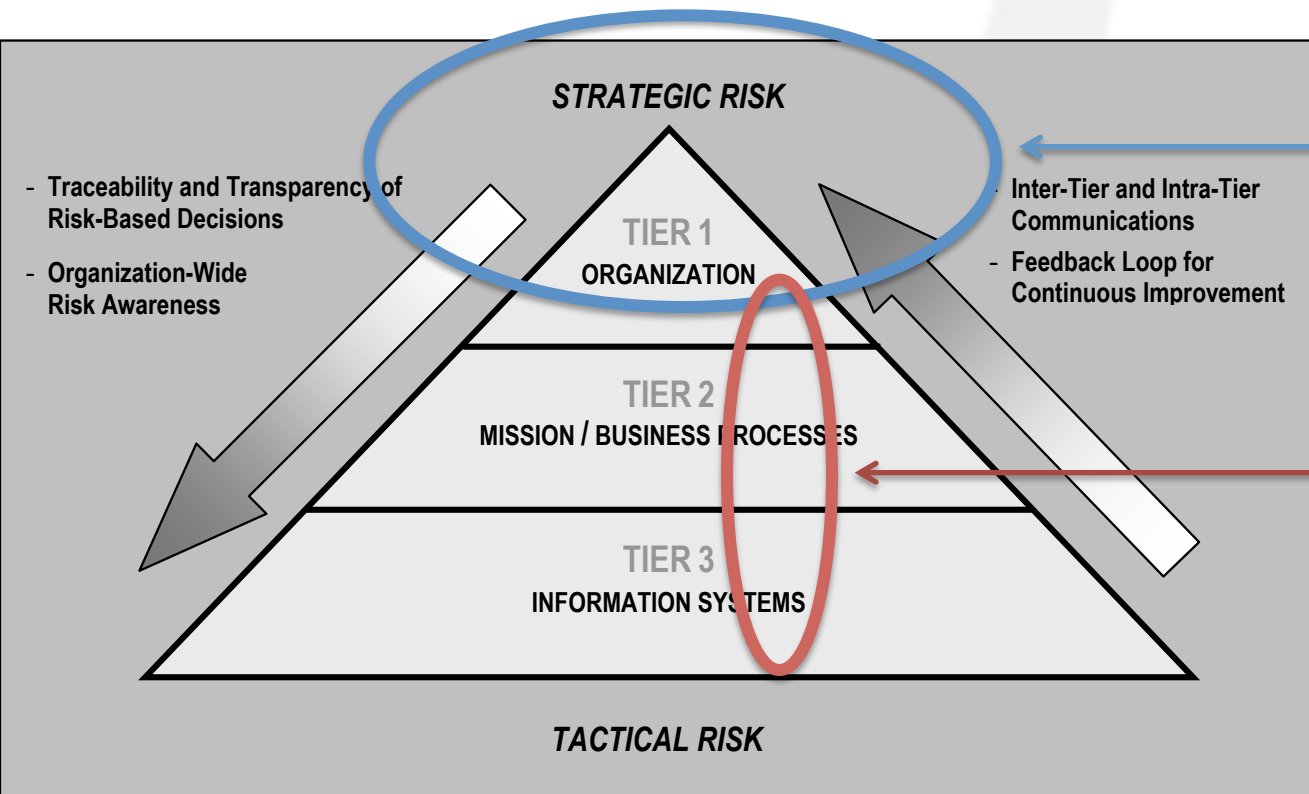 STRATEGIC RISK
- Traceability and Transparency of
Risk-Based Decisions
- Organization-Wide
Risk Awareness
- Inter-Tier and Intra-Tier
Communications
- Feedback Loop for
Continuous Improvement
TIER 1
ORGANIZATION
TIER 2
MISSION / BUSINESS PROCESSES
TIER 3
INFORMATION SYSTEMS
TACTICAL RISK